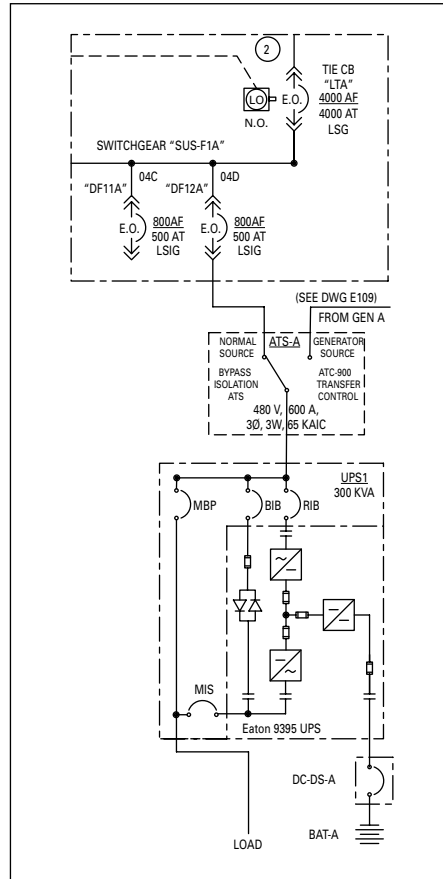 2
TIE CB
"LTA"
LO
E.O.
4000 AF
4000 AT
LSG
N.O.
SWITCHGEAR "SUS-F1A"
"DF11A"
04C
"DF12A"
04D
E.O.
800AF
500 AT
LSIG
E.O.
800AF
500 AT
LSIG
(SEE DWG E109)
FROM GEN A
NORMAL
SOURCE
ATS-A
GENERATOR
SOURCE
BYPASS
ISOLATION
ATS
ATC-900
TRANSFER
CONTROL
480 V, 600 A,
3Ø, 3W, 65 KAIC
UPS1
300 KVA
MBP
BIB
RIB
MIS
Eaton 9395 UPS
DC-DS-A
BAT-A
LOAD